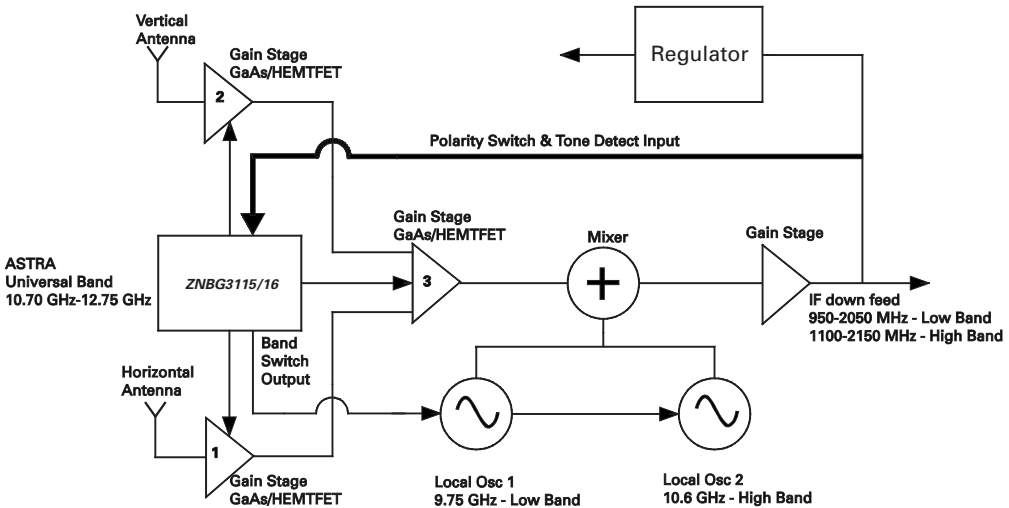 Vertical
Antenna
Gain Stage
GaAs/HEMTFET
2
Regulator
Polarity Switch & Tone Detect Input
Gain Stage
GaAs/HEMTFET
3
Mixer
Gain Stage
ASTRA
Universal Band
10.70 GHz-12.75 GHz
ZNBG3115/16
IF down feed
950-2050 MHz - Low Band
1100-2150 MHz - High Band
Band
Switch
Output
Horizontal
Antenna
1
Gain Stage
GaAs/HEMTFET
Local Osc 1
9.75 GHz - Low Band
Local Osc 2
10.6 GHz - High Band